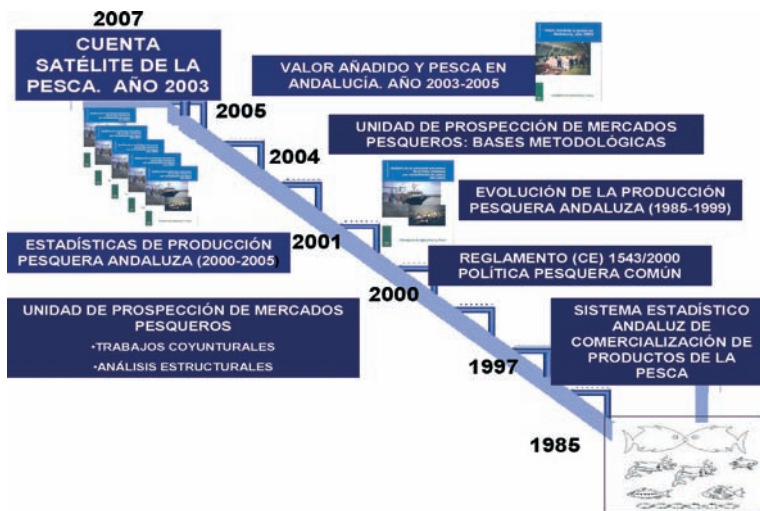 2007
CUENTA
SATÉLITE DE LA
PESCA. AÑO 2003
2005
VALOR AÑADIDO Y PESCA EN
ANDALUCÍA. AÑO 2003-2005
2004
UNIDAD DE PROSPECCIÓN DE MERCADOS
PESQUEROS: BASES METODOLÓGICAS
EVOLUCIÓN DE LA PRODUCCIÓN
PESQUERA ANDALUZA (1985-1999)
2001
ESTADÍSTICAS DE PRODUCCIÓN
PESQUERA ANDALUZA (2000-2005)
REGLAMENTO (CE) 1543/2000
POLÍTICA PESQUERA COMÚN
2000
UNIDAD DE PROSPECCIÓN DE MERCADOS
PESQUEROS
•TRABAJOS COYUNTURALES
•ANÁLISIS ESTRUCTURALES
SISTEMA ESTADÍSTICO
ANDALUZ DE
COMERCIALIZACIÓN DE
PRODUCTOS DE LA
PESCA
1997
1985